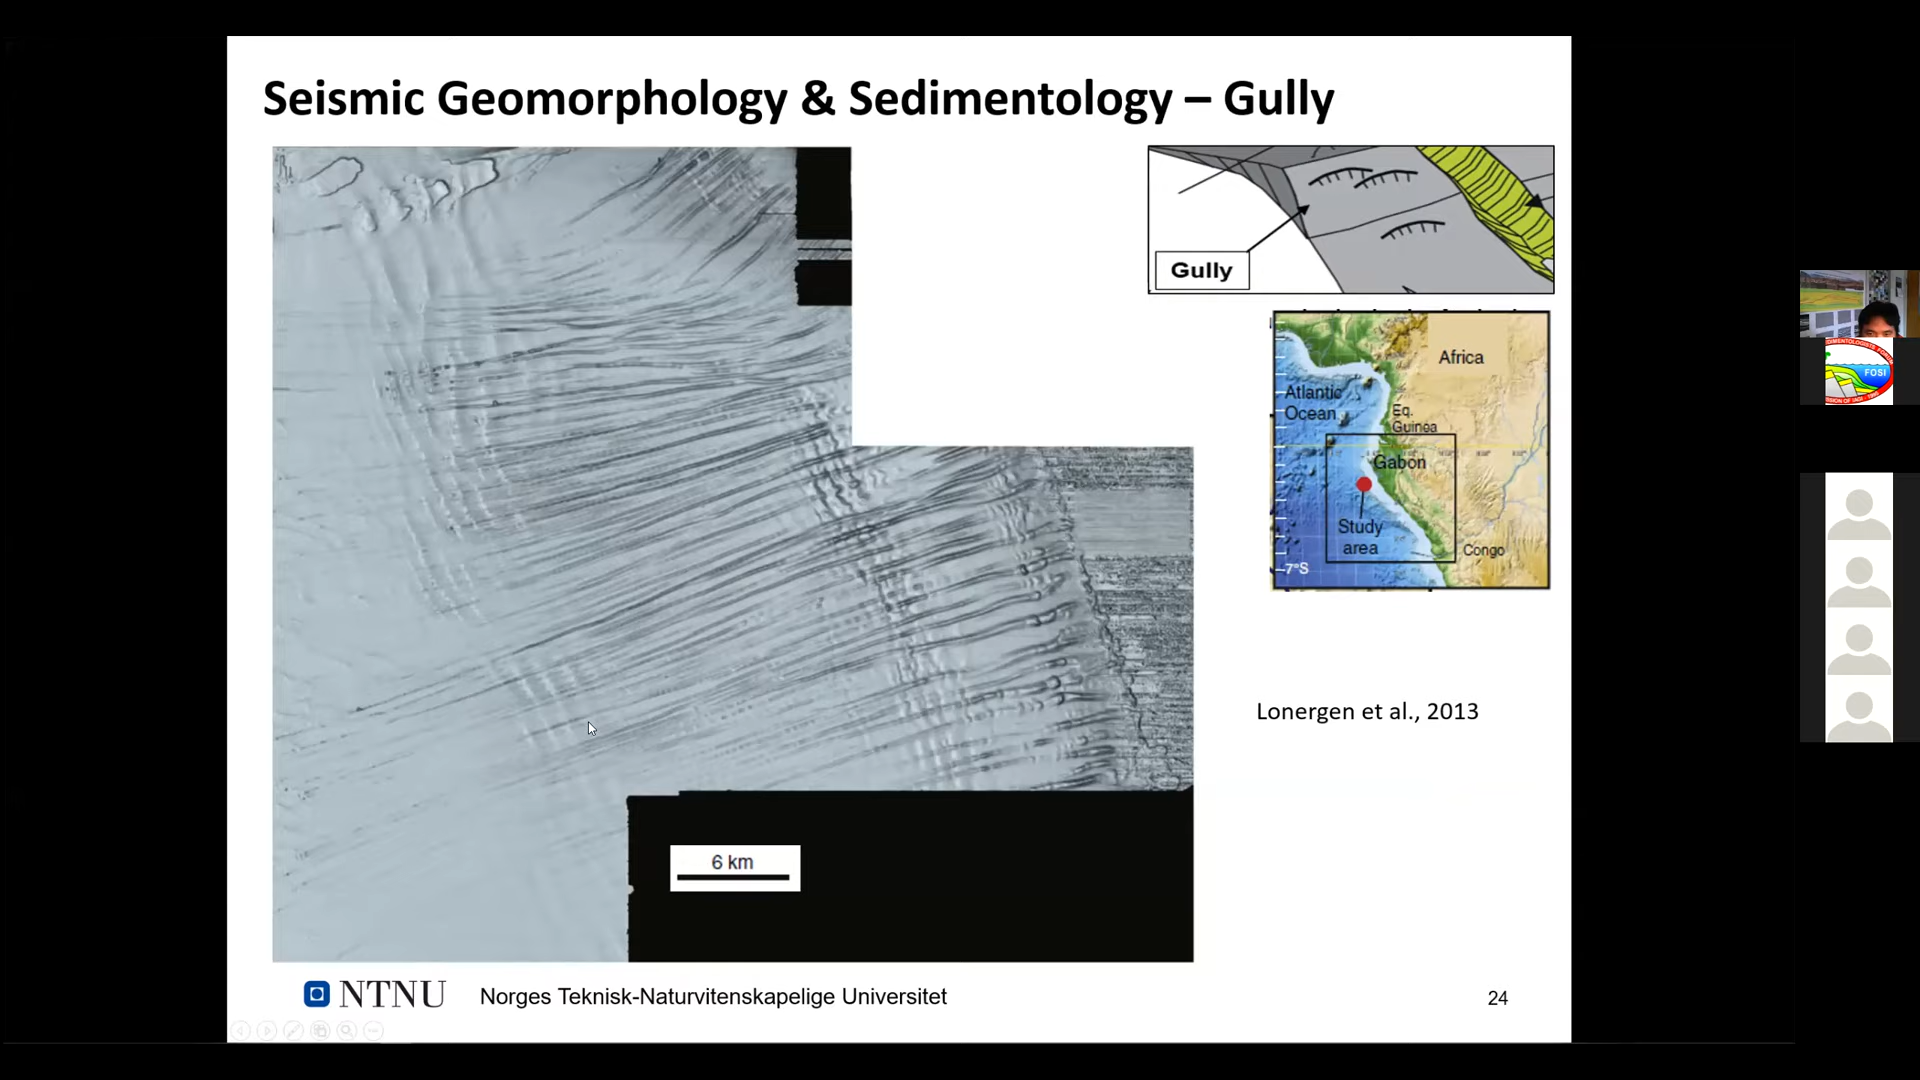 Seismic Geomorphology & Sedimentology – Gully
Gully
Africa
Atlantic
Ocean
Eq.
Guinea
Gabon
Study
area
Congo
7°S
Lonergen et al., 2013
6 km
NTNU
Norges Teknisk-Naturvitenskapelige Universitet
24
FOSI